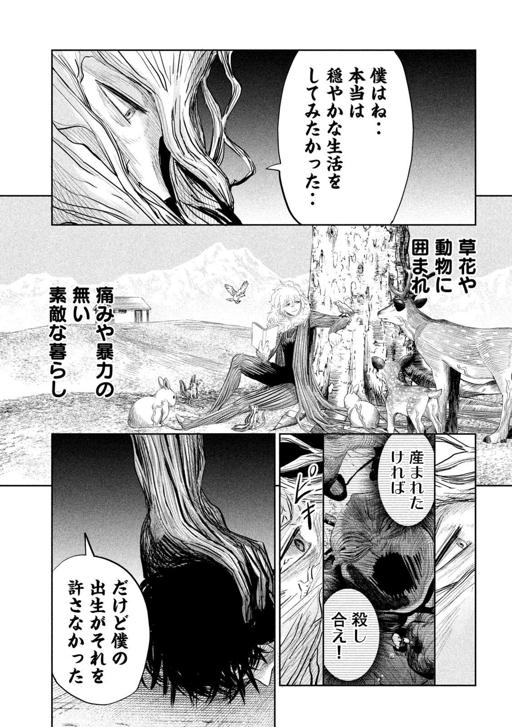 僕はね‥
本当は
穏やかな生活を
してみたかった‥
草花や
動物に
囲まれ
痛みや暴力の
無い
素敵な暮らし
産まれた
ければ
殺し
合え!
ピキ
だけど僕の
出生がそれを
許さなかった